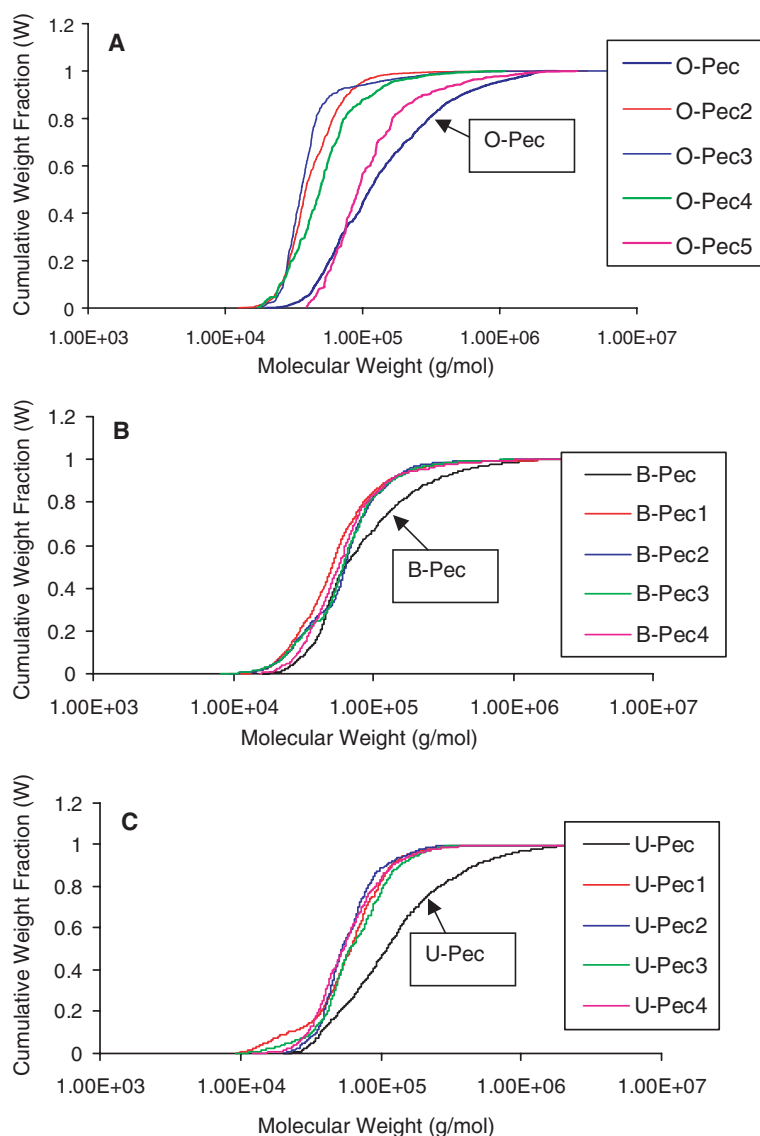 A
Cumulative Weight Fraction (W)
1.2
1
0.8
0.6
0.4
0.2
0
1.00E+03 1.00E+04 1.00E+05 1.00E+06 1.00E+07
Molecular Weight (g/mol)
O-Pec
O-Pec
O-Pec2
O-Pec3
O-Pec4
O-Pec5
B
Cumulative Weight Fraction (W)
1.2
1
0.8
0.6
0.4
0.2
0
1.00E+03 1.00E+04 1.00E+05 1.00E+06 1.00E+07
Molecular Weight (g/mol)
B-Pec
B-Pec
B-Pec1
B-Pec2
B-Pec3
B-Pec4
C
Cumulative Weight Fraction (W)
1.2
1
0.8
0.6
0.4
0.2
0
1.00E+03 1.00E+04 1.00E+05 1.00E+06 1.00E+07
Molecular Weight (g/mol)
U-Pec
U-Pec
U-Pec1
U-Pec2
U-Pec3
U-Pec4